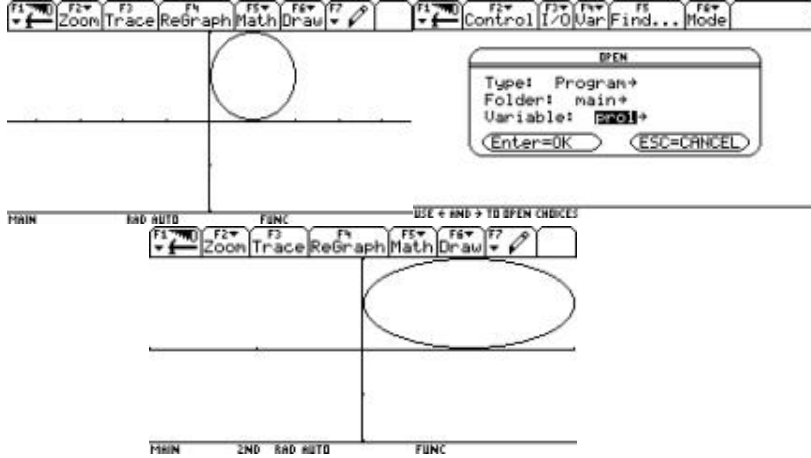 F1 F2 F3 F4 F5 F6 F7
Zoom Trace ReGraph Math Draw
MAIN RAD AUTO FUNC
F1 F2 F3 F4 F5 F6
Control I/O Var Find... Mode
OPEN
Type: Program→
Folder: main→
Variable: pro1→
Enter=OK ESC=CANCEL
USE ← AND → TO OPEN CHOICES
F1 F2 F3 F4 F5 F6 F7
Zoom Trace ReGraph Math Draw
MAIN 2ND RAD AUTO FUNC